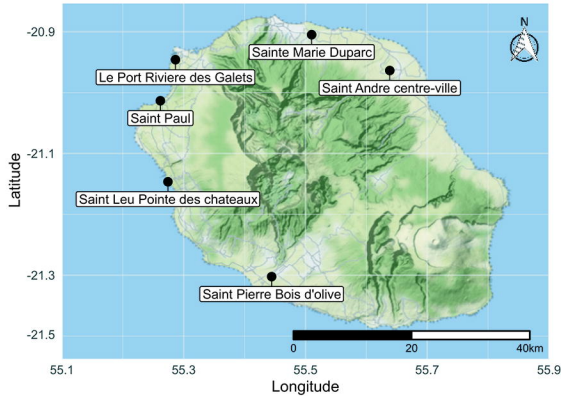 -20.9
-21.1
-21.3
-21.5
Latitude
N
Sainte Marie Duparc
Le Port Riviere des Galets
Saint Andre centre-ville
Saint Paul
Saint Leu Pointe des chateaux
Saint Pierre Bois d'olive
0 20 40km
55.1 55.3 55.5 55.7 55.9
Longitude